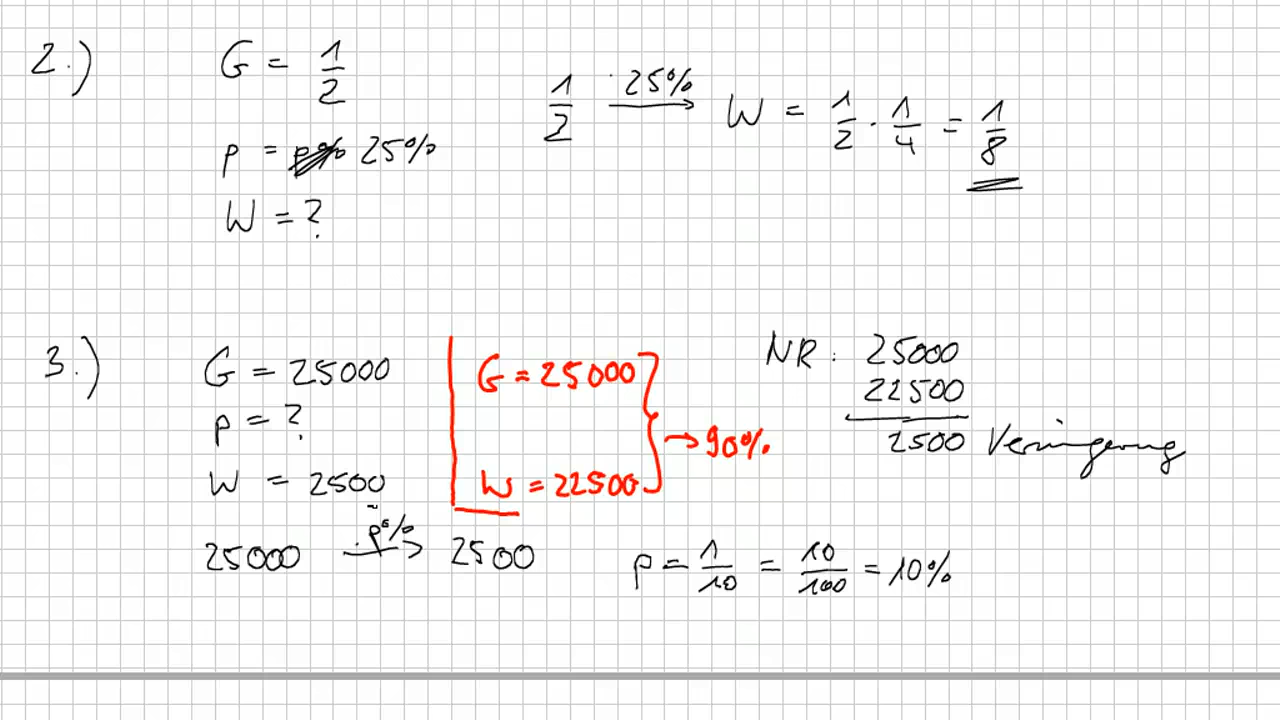 2.) G = 1/2
p = 25%
W = ?
1/2 · 25% → W = 1/2 · 1/4 = 1/8
3.) G = 25000
p = ?
W = 2500
25000 · p% → 2500
G = 25000
W = 22500
→ 90%
NR: 25000
22500
2500 Verringerung
p = 1/10 = 10/100 = 10%